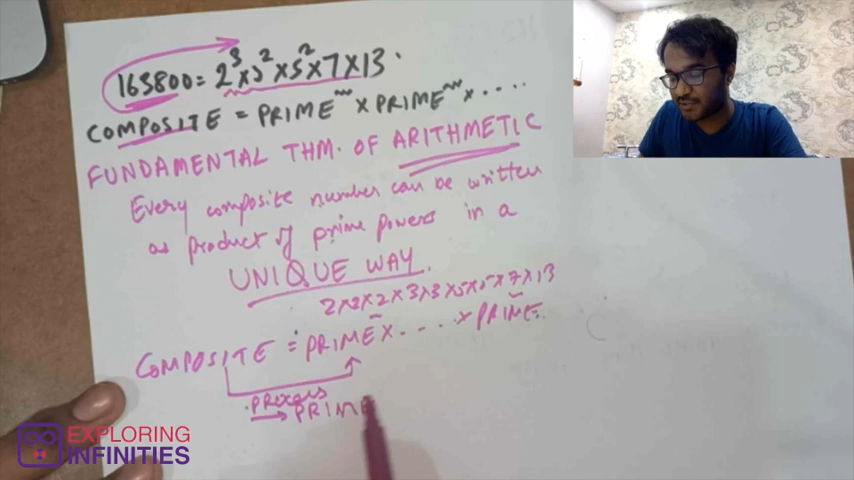 163800 = 2³ × 3² × 5² × 7 × 13.
COMPOSITE = PRIME~~~ × PRIME~~~ × ....
FUNDAMENTAL THM. OF ARITHMETIC
Every composite number can be written
as product of prime powers in a
UNIQUE WAY.
2×2×2×3×3×5×5×7×13
COMPOSITE = PRIME × .... × PRIME.
PROCESS
→ PRIME
EXPLORING
INFINITIES